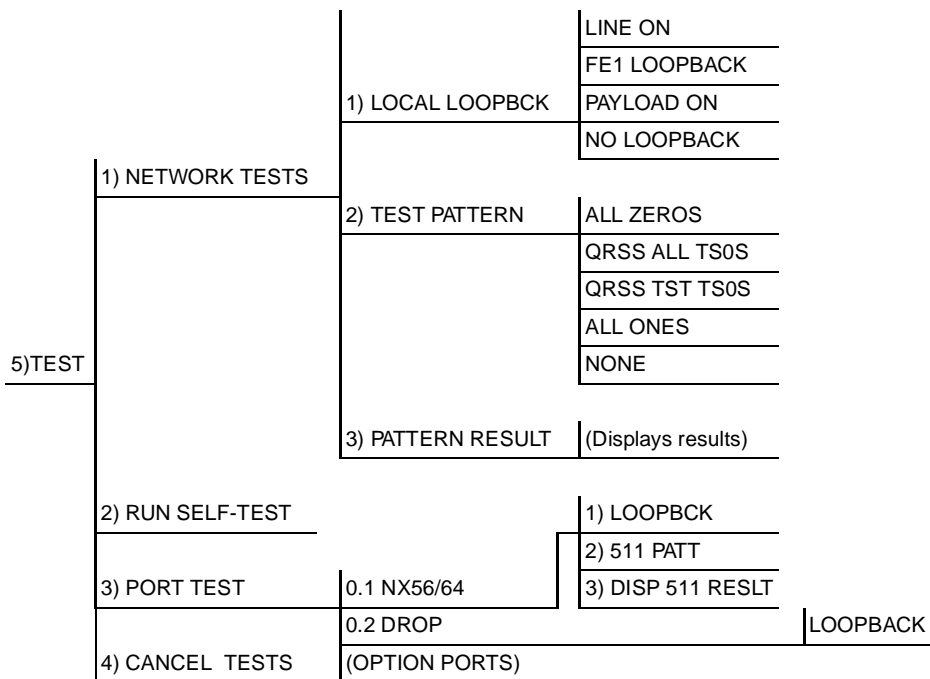 LINE ON
FE1 LOOPBACK
1) LOCAL LOOPBCK PAYLOAD ON
NO LOOPBACK
1) NETWORK TESTS
2) TEST PATTERN ALL ZEROS
QRSS ALL TS0S
QRSS TST TS0S
ALL ONES
5)TEST NONE
3) PATTERN RESULT (Displays results)
2) RUN SELF-TEST 1) LOOPBCK
2) 511 PATT
3) PORT TEST 0.1 NX56/64 3) DISP 511 RESLT
0.2 DROP LOOPBACK
4) CANCEL TESTS (OPTION PORTS)